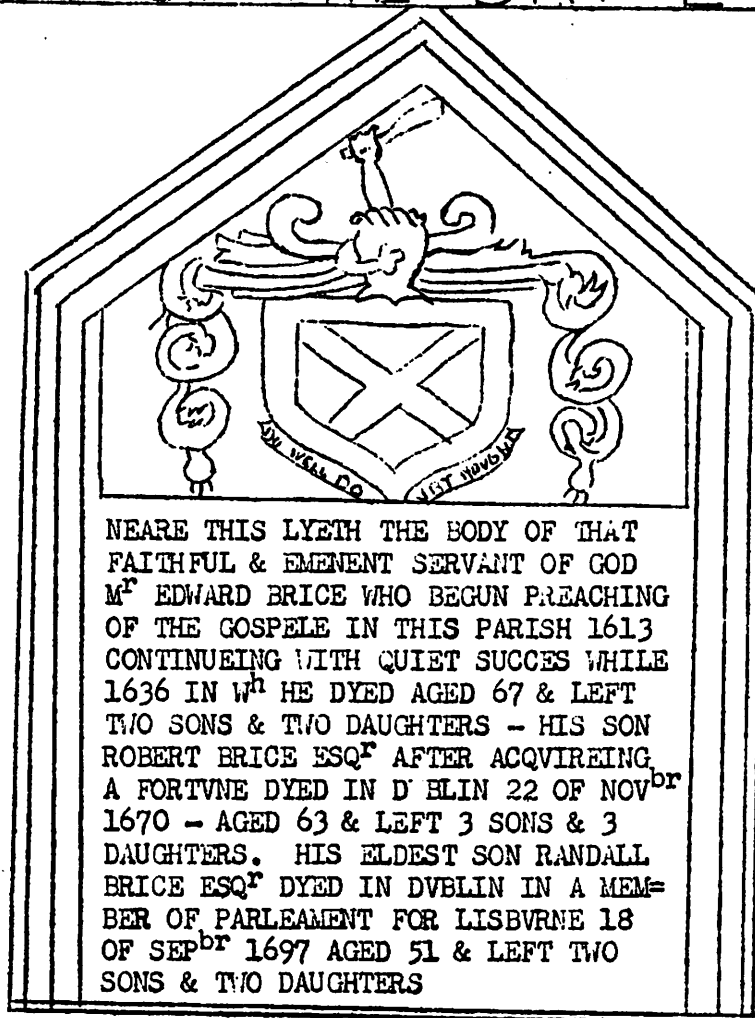 DO WELL DO
NEARE THIS LYETH THE BODY OF THAT
FAITHFUL & EMENENT SERVANT OF GOD
Mr EDWARD BRICE WHO BEGUN PREACHING
OF THE GOSPELE IN THIS PARISH 1613
CONTINUEING WITH QUIET SUCCES WHILE
1636 IN Wh HE DYED AGED 67 & LEFT
TWO SONS & TWO DAUGHTERS - HIS SON
ROBERT BRICE ESQr AFTER ACQVIREING
A FORTVNE DYED IN D BLIN 22 OF NOVbr
1670 - AGED 63 & LEFT 3 SONS & 3
DAUGHTERS. HIS ELDEST SON RANDALL
BRICE ESQr DYED IN DVBLIN IN A MEM=
BER OF PARLEAMENT FOR LISBVRNE 18
OF SEPbr 1697 AGED 51 & LEFT TWO
SONS & TWO DAUGHTERS